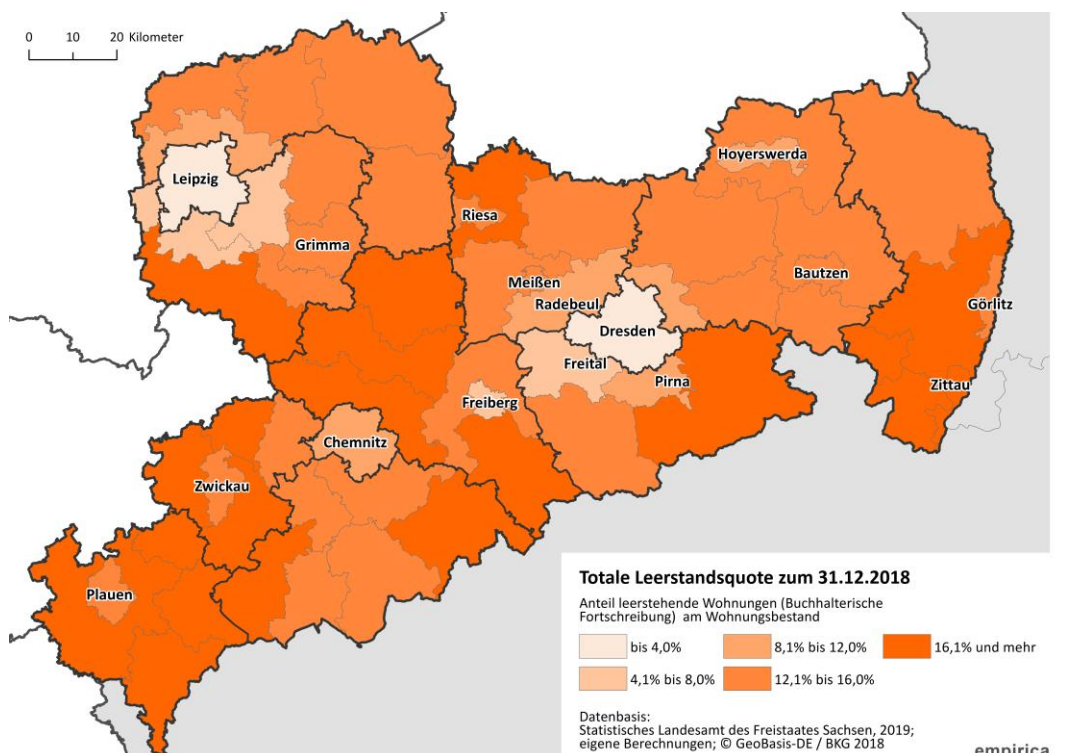 0 10 20 Kilometer
Hoyerswerda
Leipzig
Riesa
Grimma
Bautzen
Meißen
Radebeul
Görlitz
Dresden
Freital
Pirna
Zittau
Freiberg
Chemnitz
Zwickau
Plauen
Totale Leerstandsquote zum 31.12.2018
Anteil leerstehende Wohnungen (Buchhalterische
Fortschreibung) am Wohnungsbestand
bis 4,0% 8,1% bis 12,0% 16,1% und mehr
4,1% bis 8,0% 12,1% bis 16,0%
Datenbasis:
Statistisches Landesamt des Freistaates Sachsen, 2019;
eigene Berechnungen; © GeoBasis-DE / BKG 2018
empirica